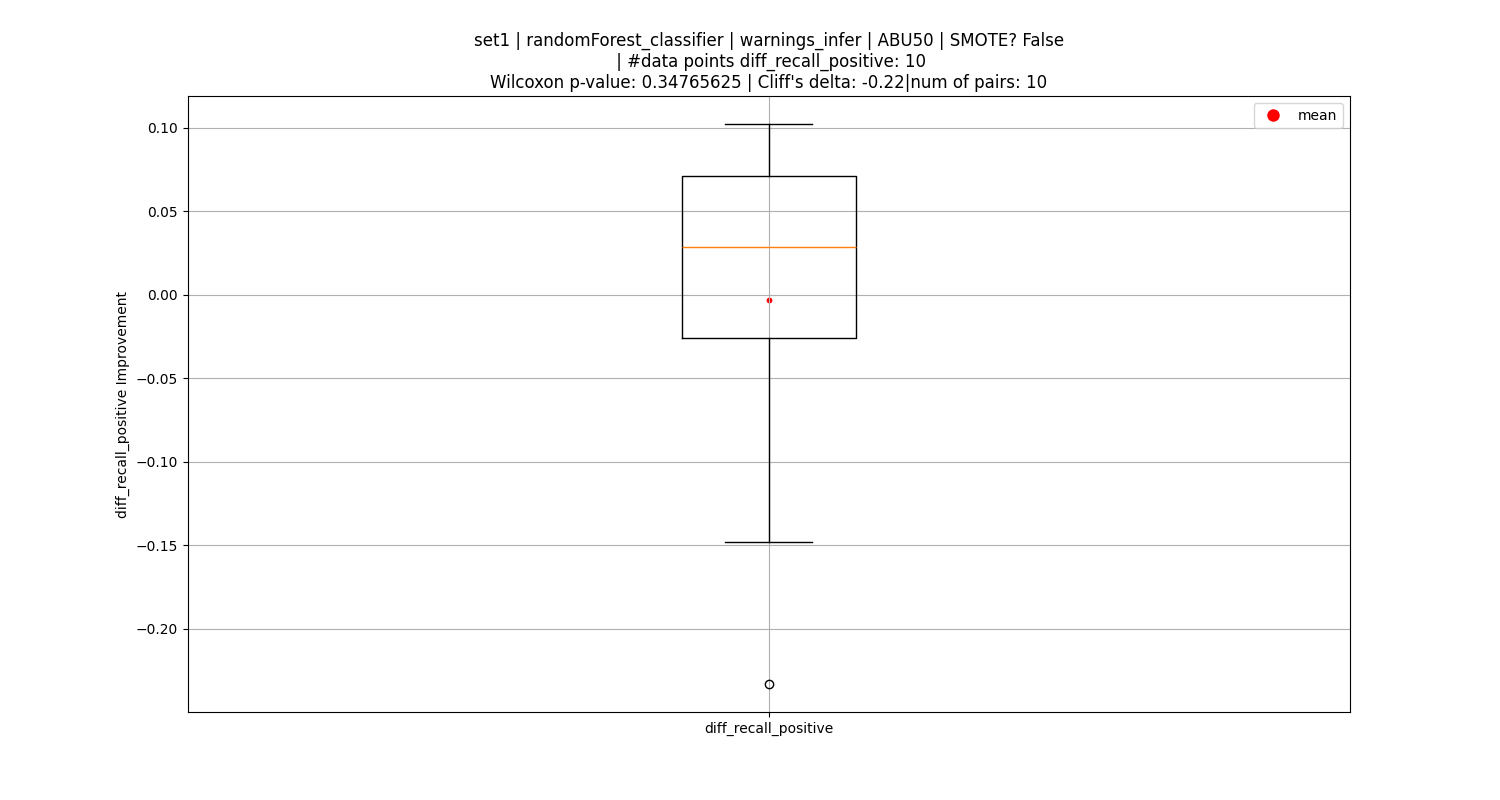 set1 | randomForest_classifier | warnings_infer | ABU50 | SMOTE? False
| #data points diff_recall_positive: 10
Wilcoxon p-value: 0.34765625 | Cliff's delta: -0.22|num of pairs: 10
mean
0.10
0.05
0.00
−0.05
−0.10
−0.15
−0.20
diff_recall_positive Improvement
diff_recall_positive